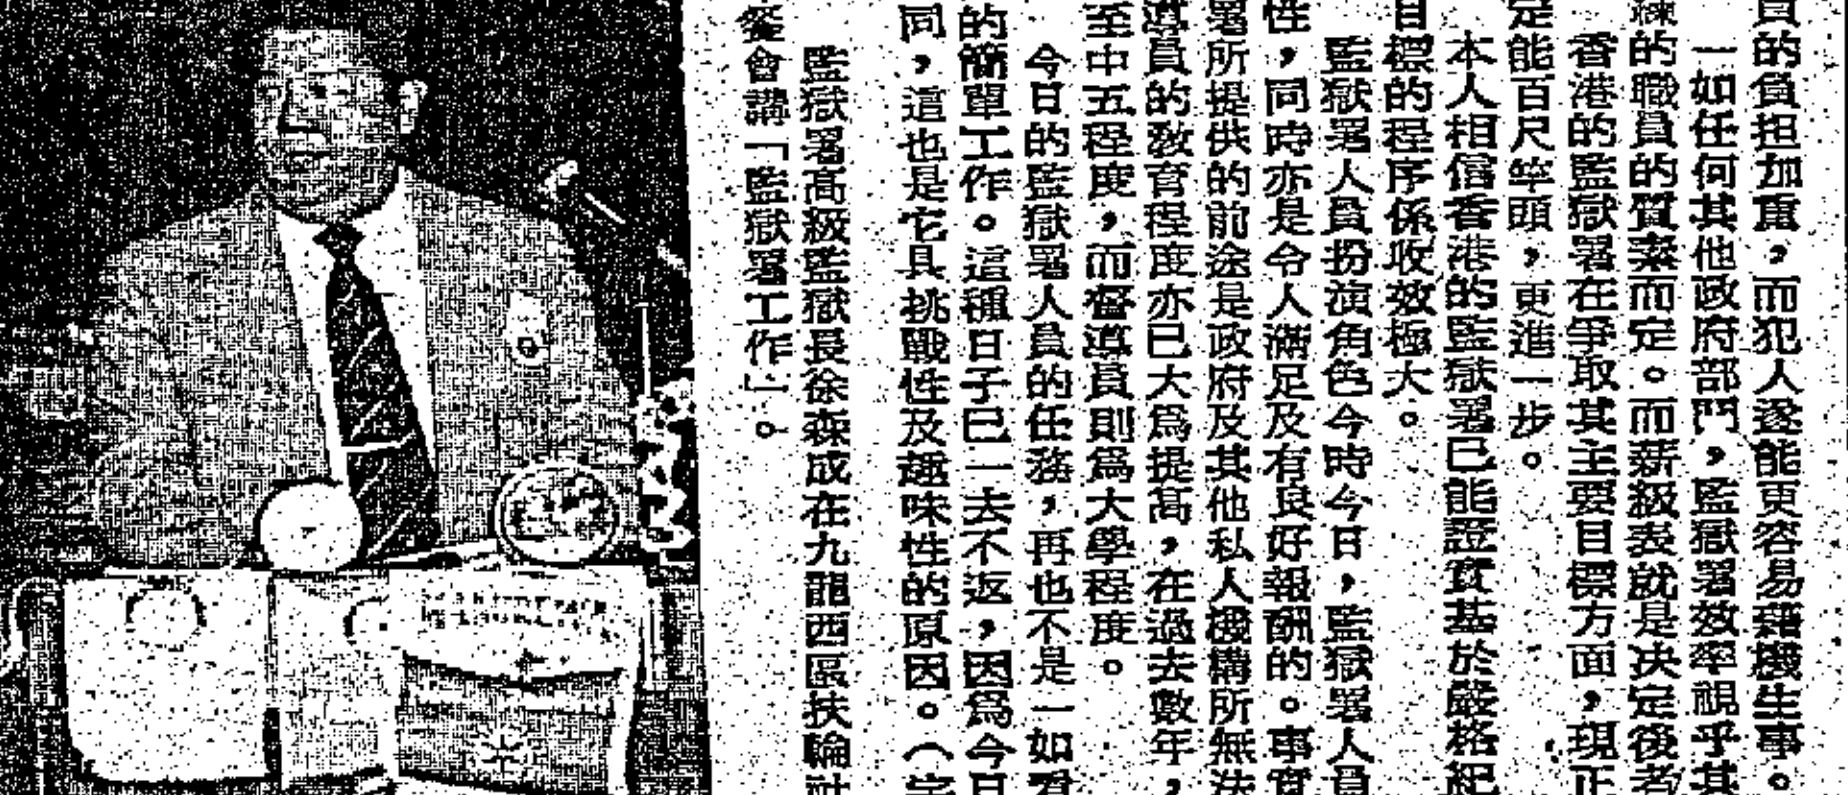 員的負担加重，而犯人遂能更容易藉機生事。
一如任何其他政府部門，監獄署效率視乎其
練的職員的質素而定。而薪級表就是决定後者
香港的監獄署在爭取其主要目標方面，現正
定能百尺竿頭，更進一步。
本人相信香港的監獄署已能證實基於嚴格紀
目標的程序係收效極大。
監獄署人員扮演角色今時今日，監獄署人員
性，同時亦是令人滿足及有良好報酬的。事實
署所提供的前途是政府及其他私人機構所無法
導員的教育程度亦已大為提高，在過去數年，
至中五程度，而督導員則為大學程度。
今日的監獄署人員的任務，再也不是一如看
的簡單工作。這種日子已一去不返，因為今日
同，這也是它具挑戰性及趣味性的原因。（完
監獄署高級監獄長徐森成在九龍西區扶輪社
餐會講「監獄署工作」。